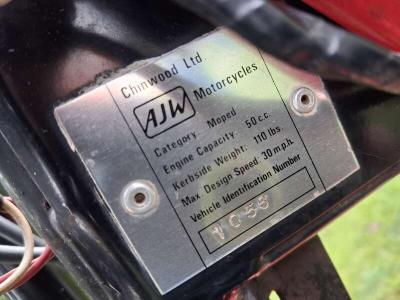 Chinwood Ltd.
AJW Motorcycles
Category Moped
Engine Capacity: 50 c.c.
Kerbside Weight: 110 lbs.
Max. Design Speed: 30 m.p.h.
Vehicle Identification Number